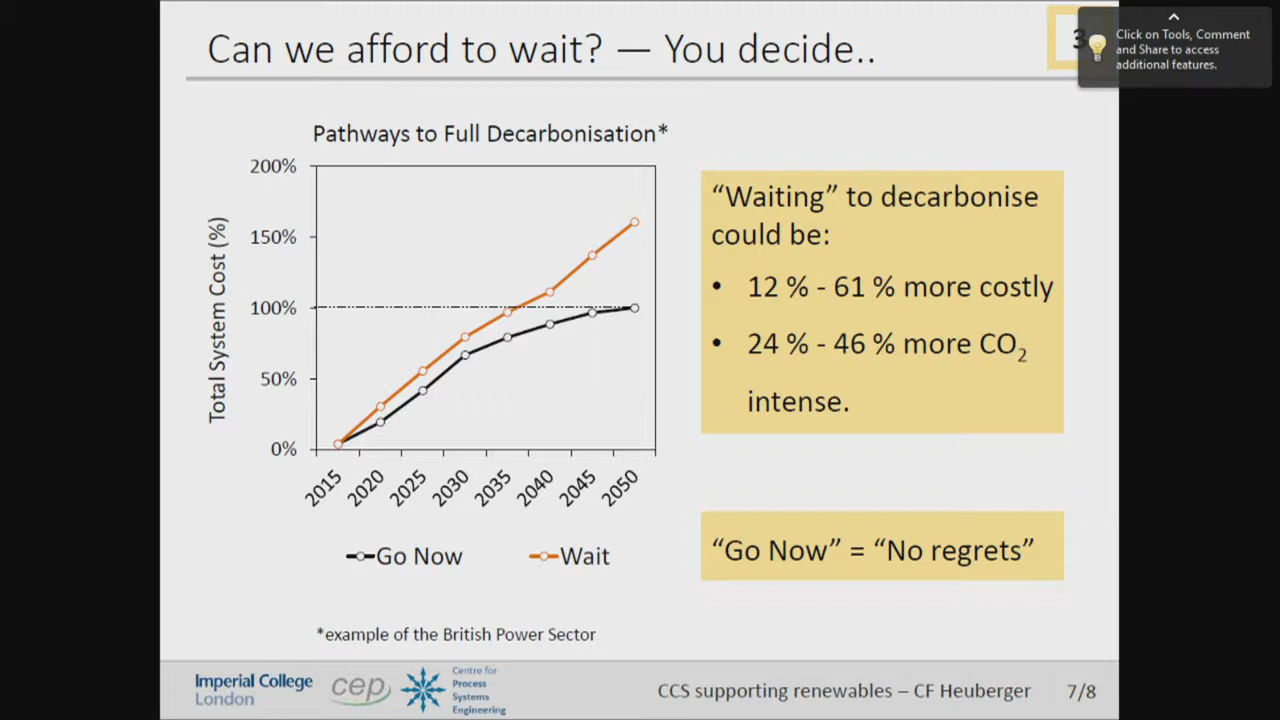 Can we afford to wait? — You decide..
3
Click on Tools, Comment
and Share to access
additional features.
Pathways to Full Decarbonisation*
200%
150%
100%
50%
0%
Total System Cost (%)
2015
2020
2025
2030
2035
2040
2045
2050
Go Now
Wait
*example of the British Power Sector
“Waiting” to decarbonise
could be:
• 12 % - 61 % more costly
• 24 % - 46 % more CO2
intense.
“Go Now” = “No regrets”
Imperial College
London
cep
Centre for
Process
Systems
Engineering
CCS supporting renewables – CF Heuberger
7/8